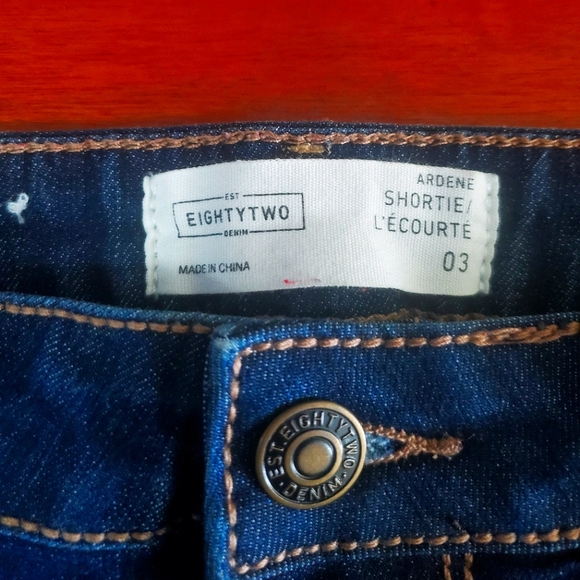 EST
EIGHTYTWO
DENIM
MADE IN CHINA
ARDENE
SHORTIE/
L'ÉCOURTÉ
03
EST. EIGHTYTWO
· DENIM ·